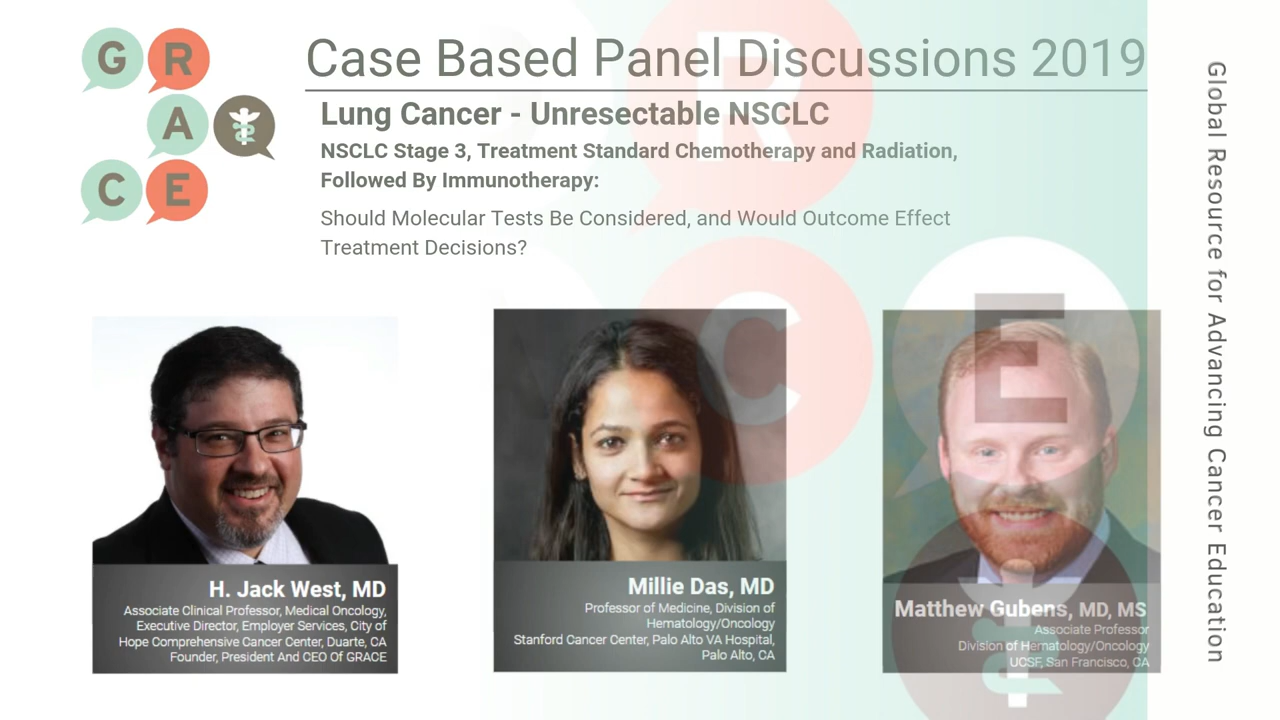 G R
A
C E
Case Based Panel Discussions 2019
Lung Cancer - Unresectable NSCLC
NSCLC Stage 3, Treatment Standard Chemotherapy and Radiation,
Followed By Immunotherapy:
Should Molecular Tests Be Considered, and Would Outcome Effect
Treatment Decisions?
R
C
E
H. Jack West, MD
Associate Clinical Professor, Medical Oncology,
Executive Director, Employer Services, City of
Hope Comprehensive Cancer Center, Duarte, CA
Founder, President And CEO Of GRACE
Millie Das, MD
Professor of Medicine, Division of
Hematology/Oncology
Stanford Cancer Center, Palo Alto VA Hospital,
Palo Alto, CA
Matthew Gubens, MD, MS
Associate Professor
Division of Hematology/Oncology
UCSF, San Francisco, CA
Global Resource for Advancing Cancer Education